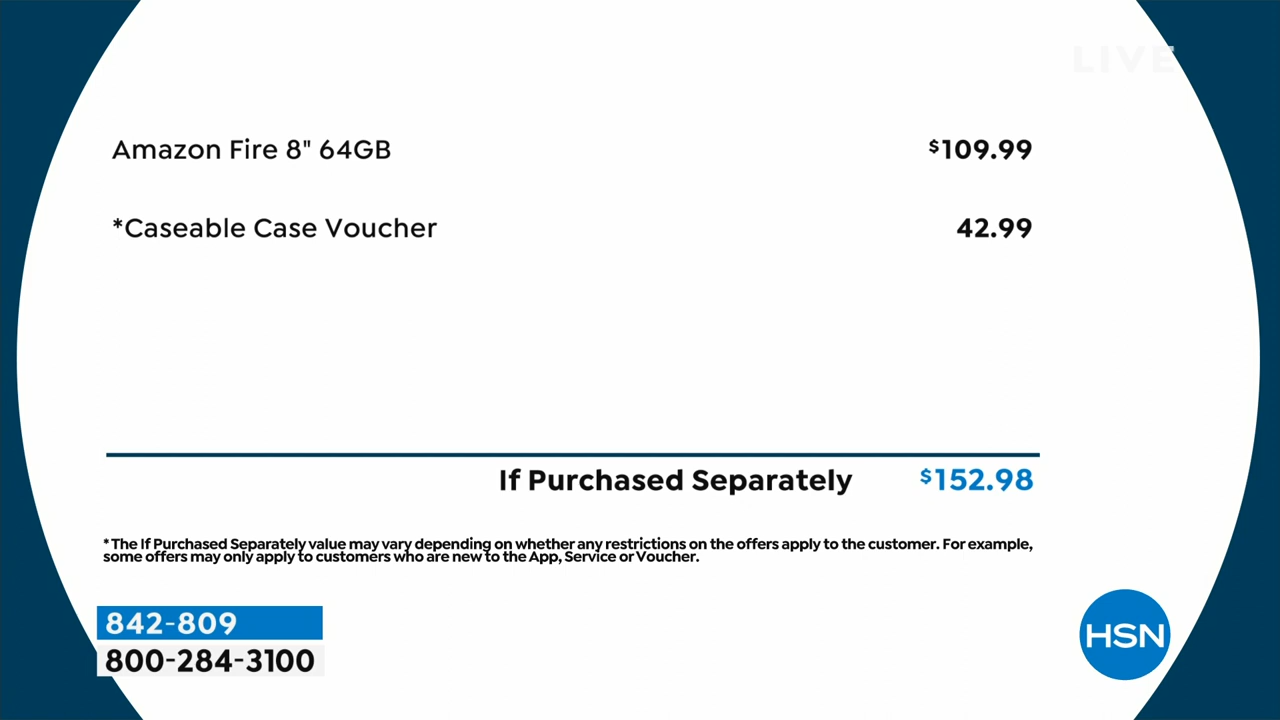 LIVE
Amazon Fire 8" 64GB $109.99
*Caseable Case Voucher 42.99
If Purchased Separately $152.98
*The If Purchased Separately value may vary depending on whether any restrictions on the offers apply to the customer. For example,
some offers may only apply to customers who are new to the App, Service or Voucher.
842-809
800-284-3100
HSN